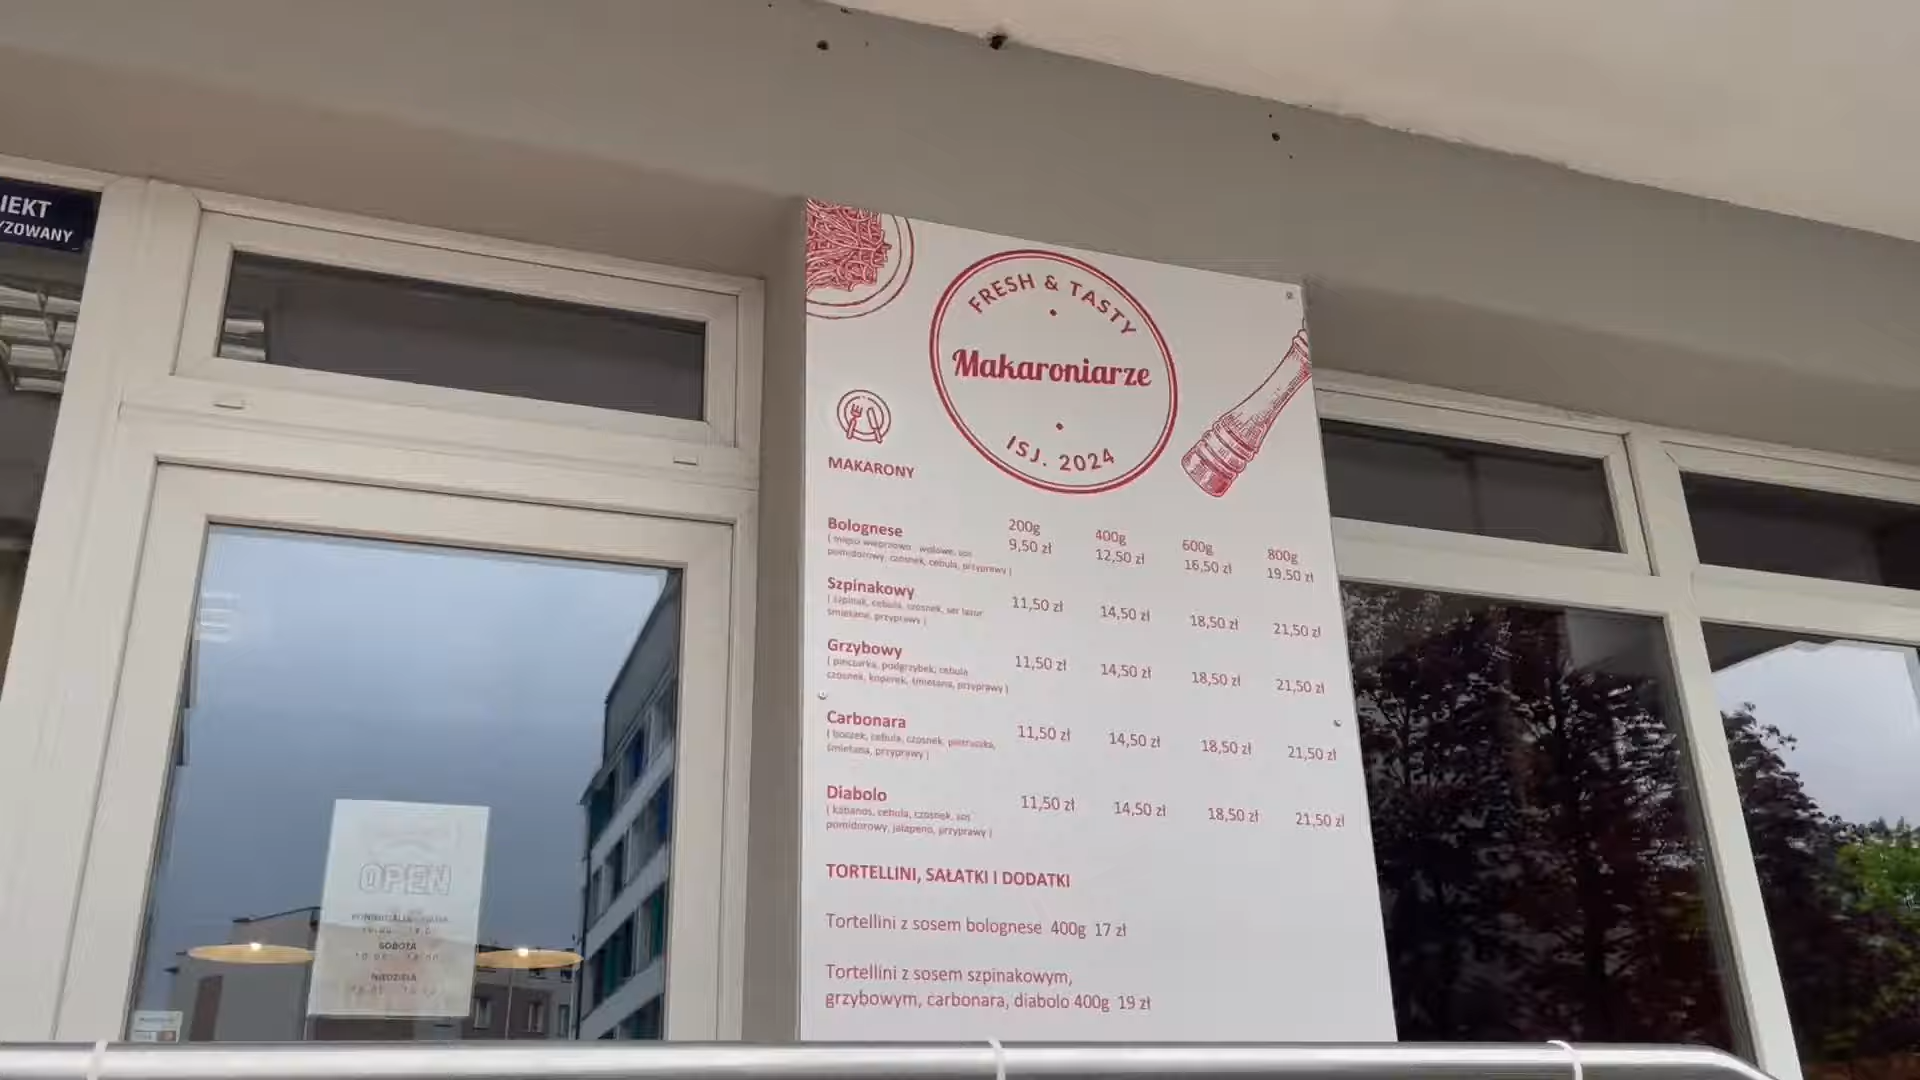 IEKT
YZOWANY
FRESH & TASTY
Makaroniarze
ISJ. 2024
MAKARONY
200g 400g 600g 800g
Bolognese 9,50 zł 12,50 zł 16,50 zł 19,50 zł
( mięso wieprzowo wołowe, sos
pomidorowy, czosnek, cebula, przyprawy )
Szpinakowy 11,50 zł 14,50 zł 18,50 zł 21,50 zł
( szpinak, cebula, czosnek, ser lazur
śmietana, przyprawy )
Grzybowy 11,50 zł 14,50 zł 18,50 zł 21,50 zł
( pieczarka, podgrzybek, cebula
czosnek, koperek, śmietana, przyprawy )
Carbonara 11,50 zł 14,50 zł 18,50 zł 21,50 zł
( boczek, cebula, czosnek, pietruszka,
śmietana, przyprawy )
Diabolo 11,50 zł 14,50 zł 18,50 zł 21,50 zł
( kabanos, cebula, czosnek, sos
pomidorowy, jalapeno, przyprawy )
TORTELLINI, SAŁATKI I DODATKI
Tortellini z sosem bolognese 400g 17 zł
Tortellini z sosem szpinakowym,
grzybowym, carbonara, diabolo 400g 19 zł
OPEN
SOBOTA
NIEDZIELA